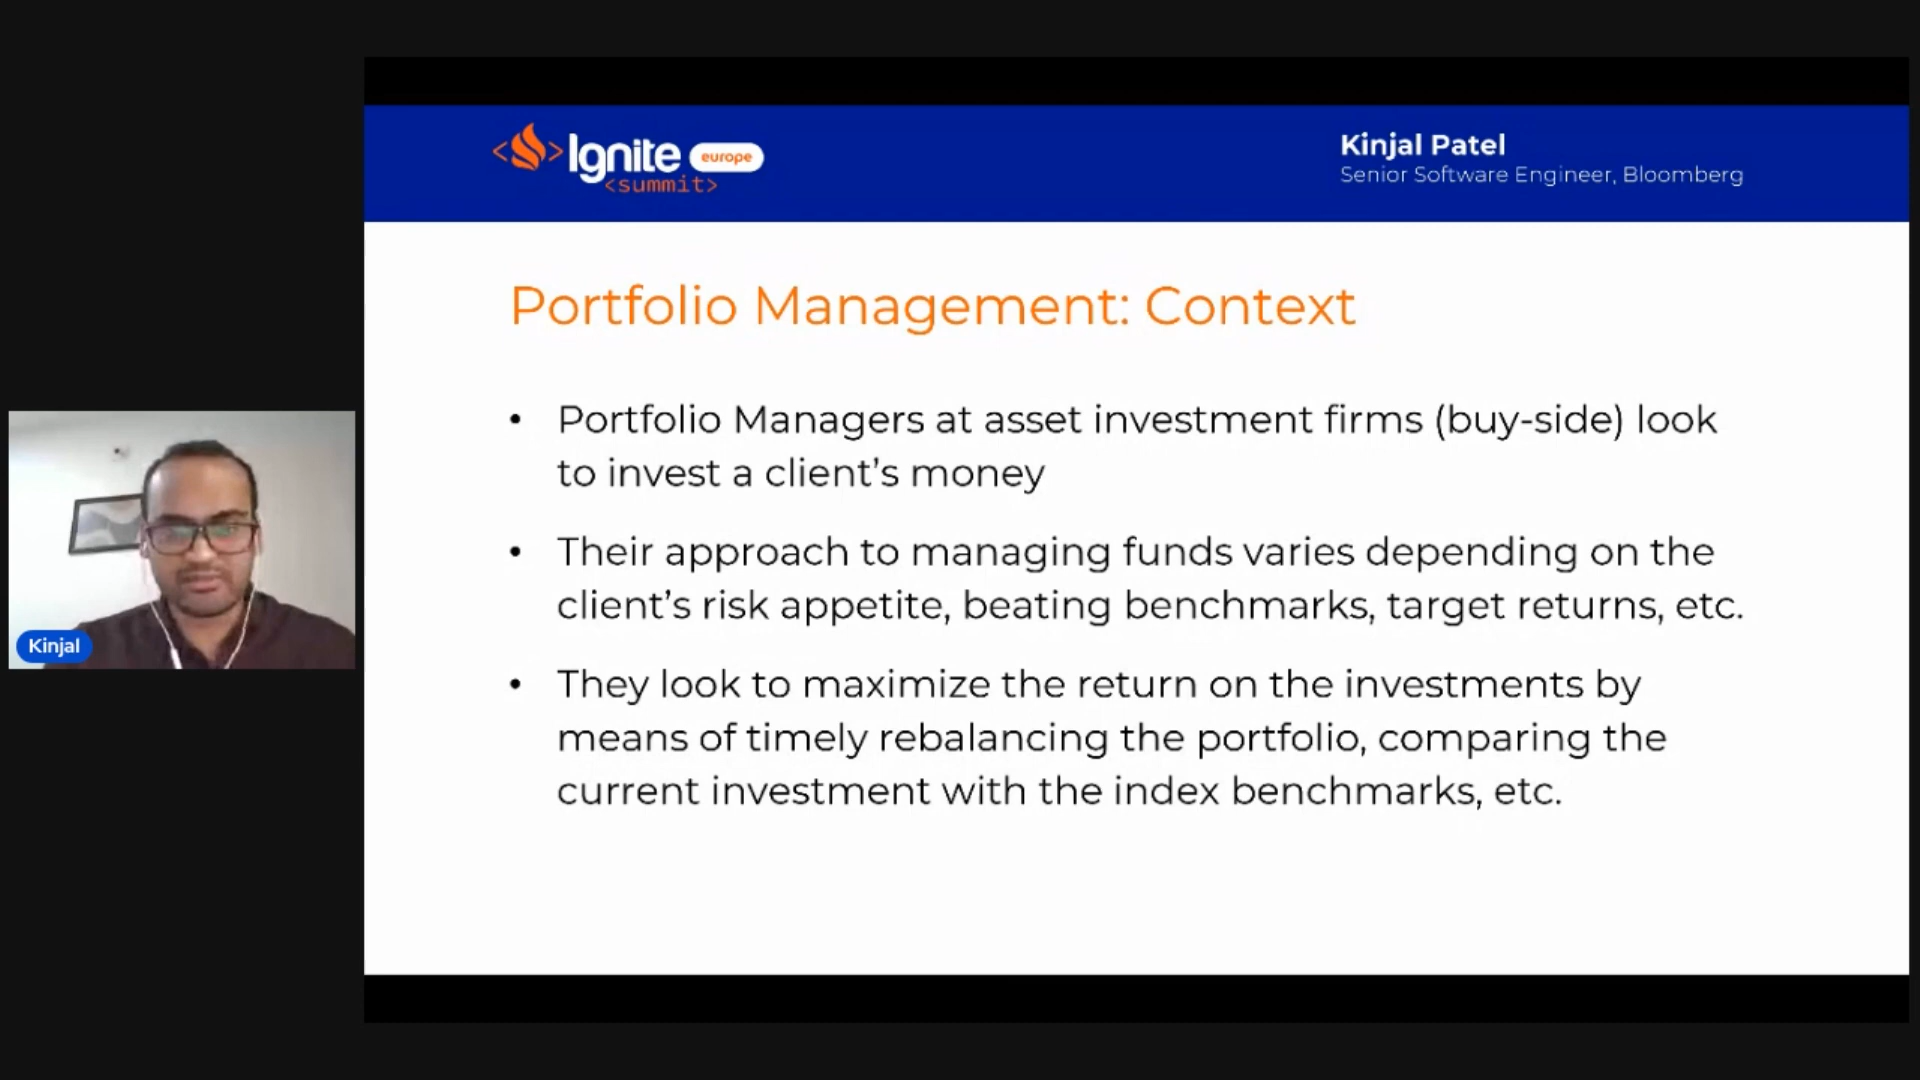 <Ignite europe
<summit>
Kinjal Patel
Senior Software Engineer, Bloomberg
Portfolio Management: Context
• Portfolio Managers at asset investment firms (buy-side) look
to invest a client's money
• Their approach to managing funds varies depending on the
client's risk appetite, beating benchmarks, target returns, etc.
• They look to maximize the return on the investments by
means of timely rebalancing the portfolio, comparing the
current investment with the index benchmarks, etc.
Kinjal